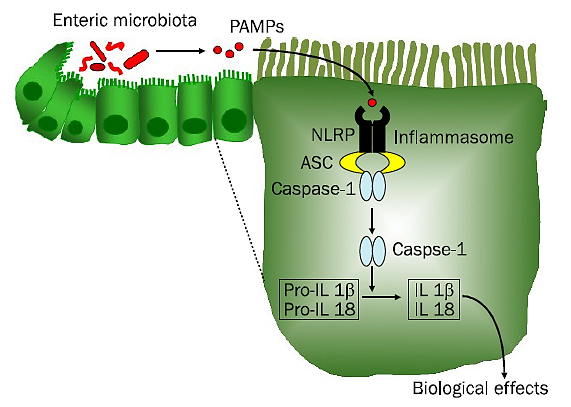 Enteric microbiota
PAMPs
NLRP
Inflammasome
ASC
Caspase-1
Caspse-1
Pro-IL 1β
Pro-IL 18
IL 1β
IL 18
Biological effects